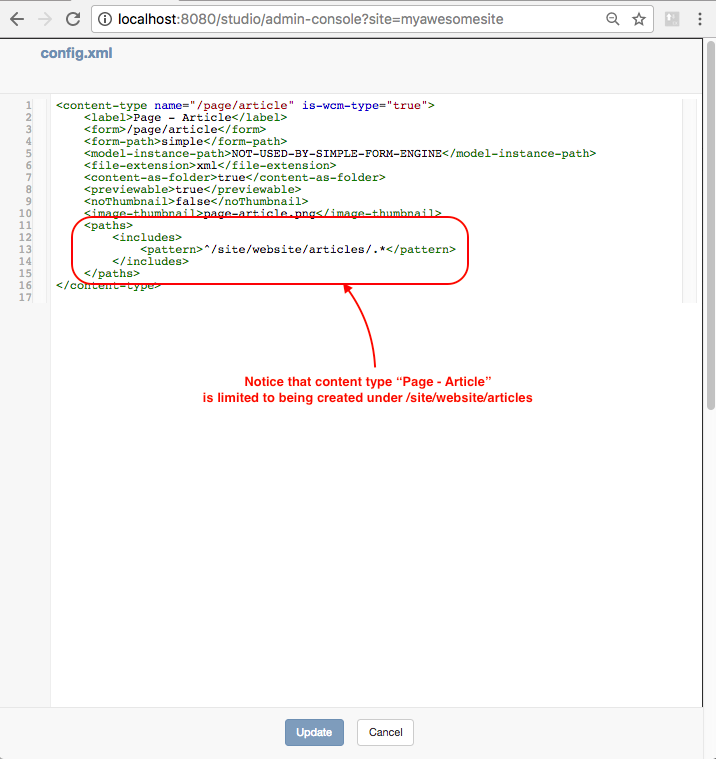 localhost:8080/studio/admin-console?site=myawesomesite
config.xml
1 <content-type name="/page/article" is-wcm-type="true">
2 <label>Page - Article</label>
3 <form>/page/article</form>
4 <form-path>simple</form-path>
5 <model-instance-path>NOT-USED-BY-SIMPLE-FORM-ENGINE</model-instance-path>
6 <file-extension>xml</file-extension>
7 <content-as-folder>true</content-as-folder>
8 <previewable>true</previewable>
9 <noThumbnail>false</noThumbnail>
10 <image-thumbnail>page-article.png</image-thumbnail>
11 <paths>
12 <includes>
13 <pattern>^/site/website/articles/.*</pattern>
14 </includes>
15 </paths>
16 </content-type>
17
Notice that content type “Page - Article”
is limited to being created under /site/website/articles
Update Cancel